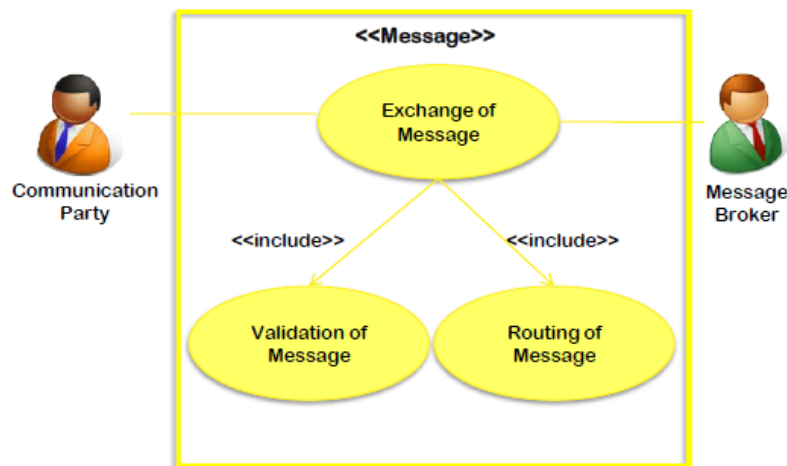 <<Message>>
Exchange of
Message
Communication
Party
Message
Broker
<<include>>
<<include>>
Validation of
Message
Routing of
Message